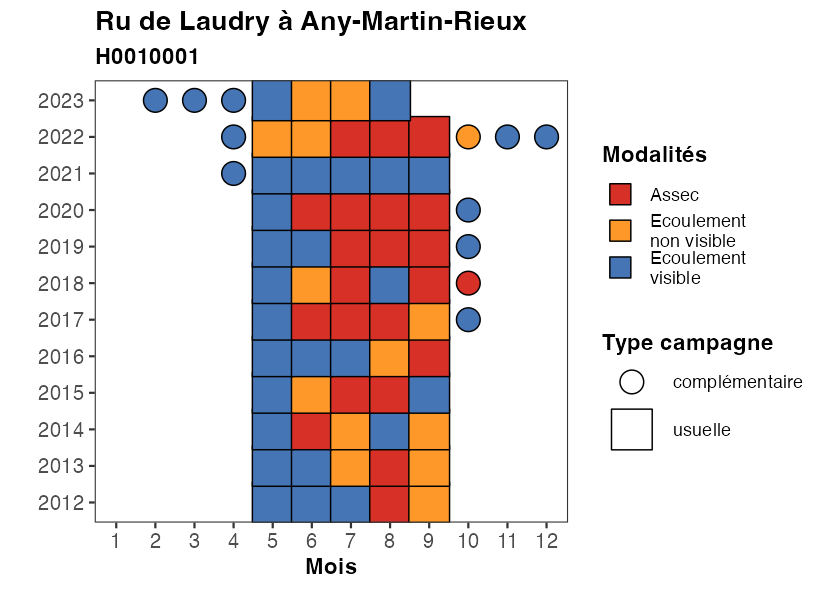 Ru de Laudry à Any-Martin-Rieux
H0010001
2023
2022
2021
2020
2019
2018
2017
2016
2015
2014
2013
2012
1 2 3 4 5 6 7 8 9 10 11 12
Mois
Modalités
Assec
Ecoulement
non visible
Ecoulement
visible
Type campagne
complémentaire
usuelle